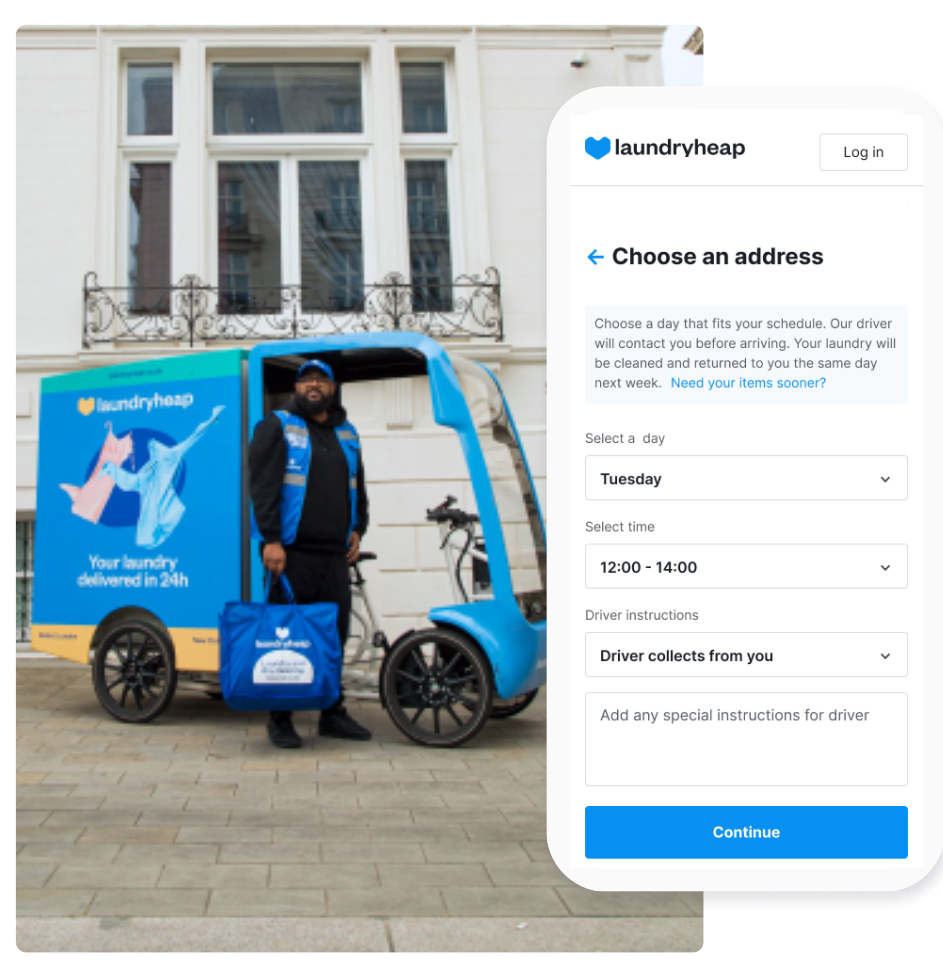 laundryheap
Your laundry
delivered in 24h
laundryheap
laundryheap
Log in
Choose an address
Choose a day that fits your schedule. Our driver
will contact you before arriving. Your laundry will
be cleaned and returned to you the same day
next week. Need your items sooner?
Select a day
Tuesday
Select time
12:00 - 14:00
Driver instructions
Driver collects from you
Add any special instructions for driver
Continue